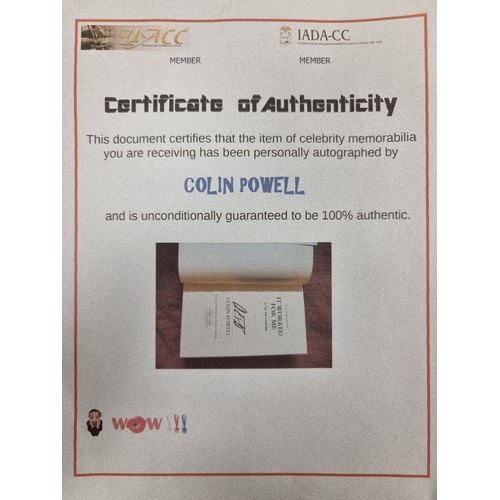 UACC
IADA-CC
MEMBER
MEMBER
Certificate of Authenticity
This document certifies that the item of celebrity memorabilia
you are receiving has been personally autographed by
COLIN POWELL
and is unconditionally guaranteed to be 100% authentic.
IT WORKED
FOR ME
COLIN POWELL
WOW !!!